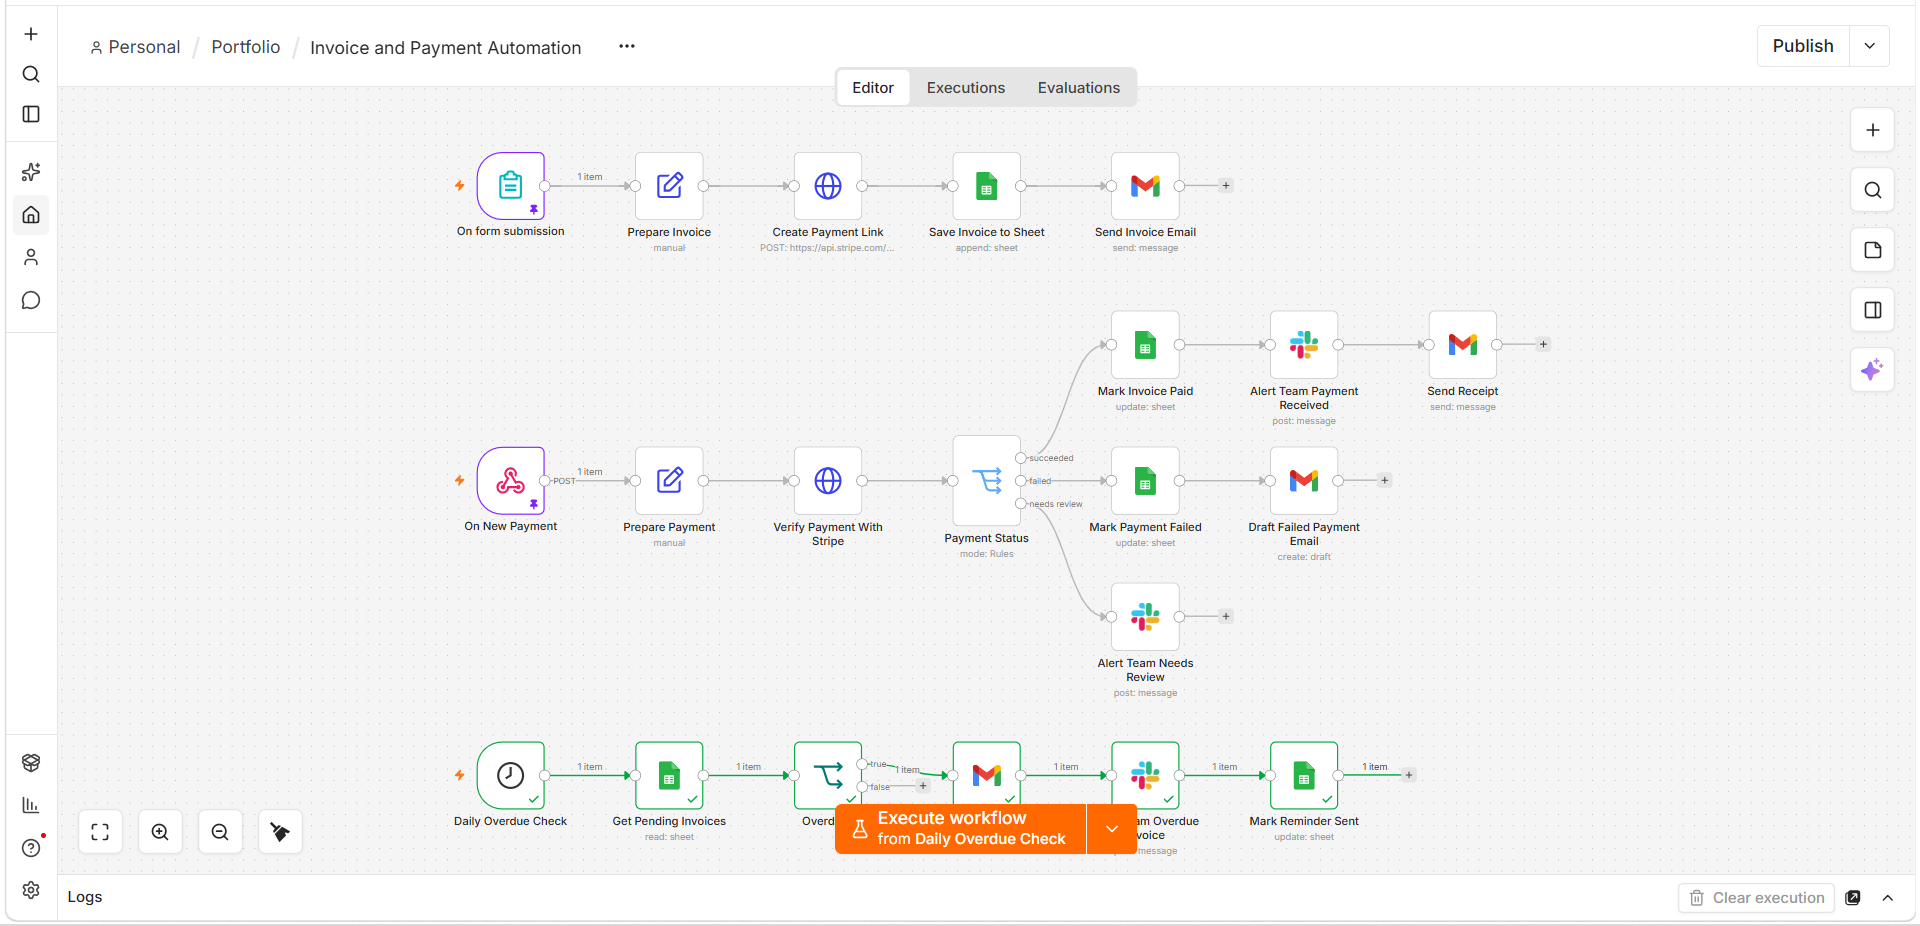 Personal / Portfolio / Invoice and Payment Automation
Publish
Editor Executions Evaluations
1 item
On form submission
Prepare Invoice
manual
Create Payment Link
POST: https://api.stripe.com/...
Save Invoice to Sheet
append: sheet
Send Invoice Email
send: message
Mark Invoice Paid
update: sheet
Alert Team Payment
Received
post: message
Send Receipt
send: message
1 item
POST
On New Payment
Prepare Payment
manual
Verify Payment With
Stripe
succeeded
failed
needs review
Payment Status
mode: Rules
Mark Payment Failed
update: sheet
Draft Failed Payment
Email
create: draft
Alert Team Needs
Review
post: message
1 item
1 item
true
1 item
false
1 item
1 item
1 item
Daily Overdue Check
Get Pending Invoices
read: sheet
Overd
am Overdue
voice
message
Mark Reminder Sent
update: sheet
Execute workflow
from Daily Overdue Check
Logs
Clear execution